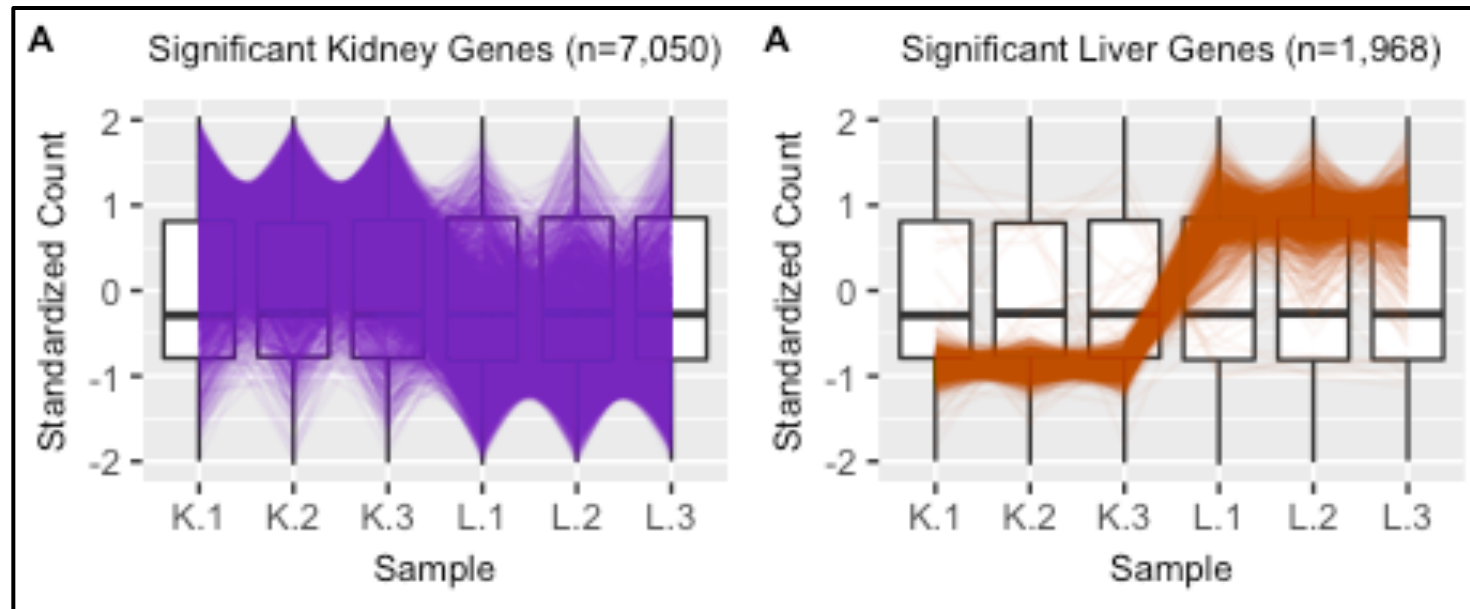 A Significant Kidney Genes (n=7,050)
Standardized Count
2
1
0
-1
-2
K.1 K.2 K.3 L.1 L.2 L.3
Sample
A Significant Liver Genes (n=1,968)
Standardized Count
2
1
0
-1
-2
K.1 K.2 K.3 L.1 L.2 L.3
Sample